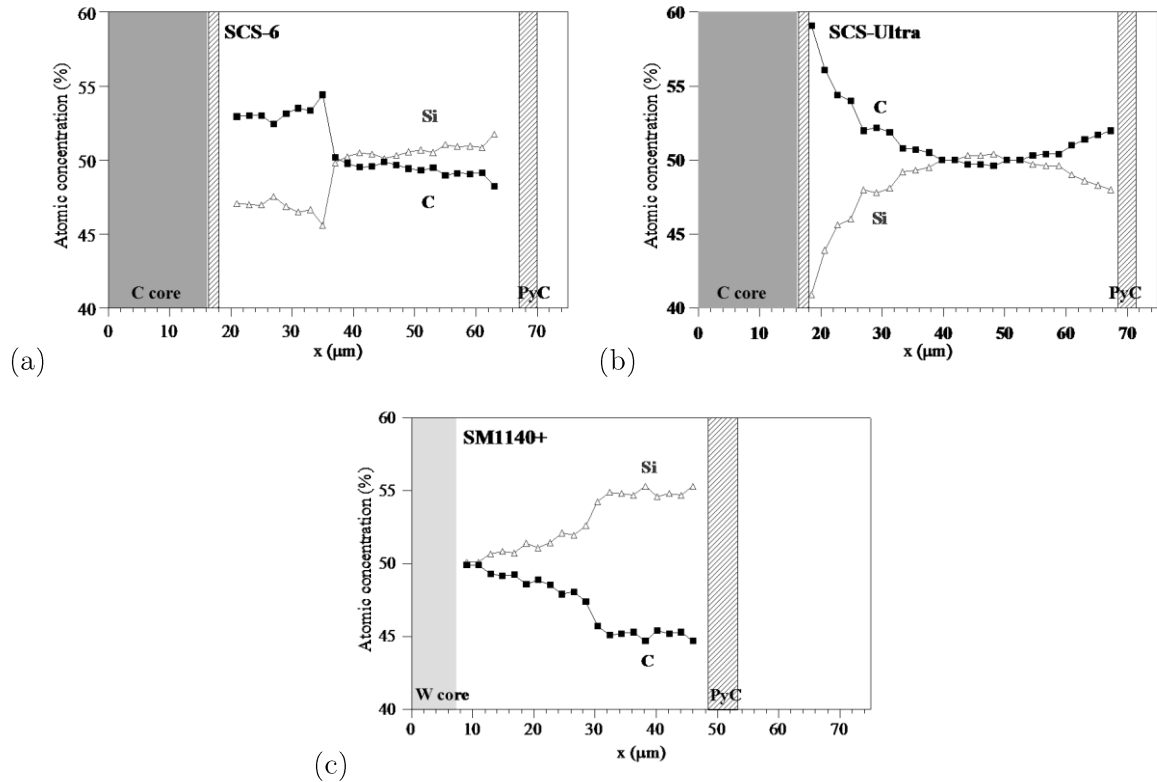 60
55
50
45
40
Atomic concentration (%)
SCS-6
Si
C
C core
PyC
0 10 20 30 40 50 60 70
x (μm)
(a)
60
55
50
45
40
Atomic concentration (%)
SCS-Ultra
C
Si
C core
PyC
0 10 20 30 40 50 60 70
x (μm)
(b)
60
55
50
45
40
Atomic concentration (%)
SM1140+
Si
C
W core
PyC
0 10 20 30 40 50 60 70
x (μm)
(c)